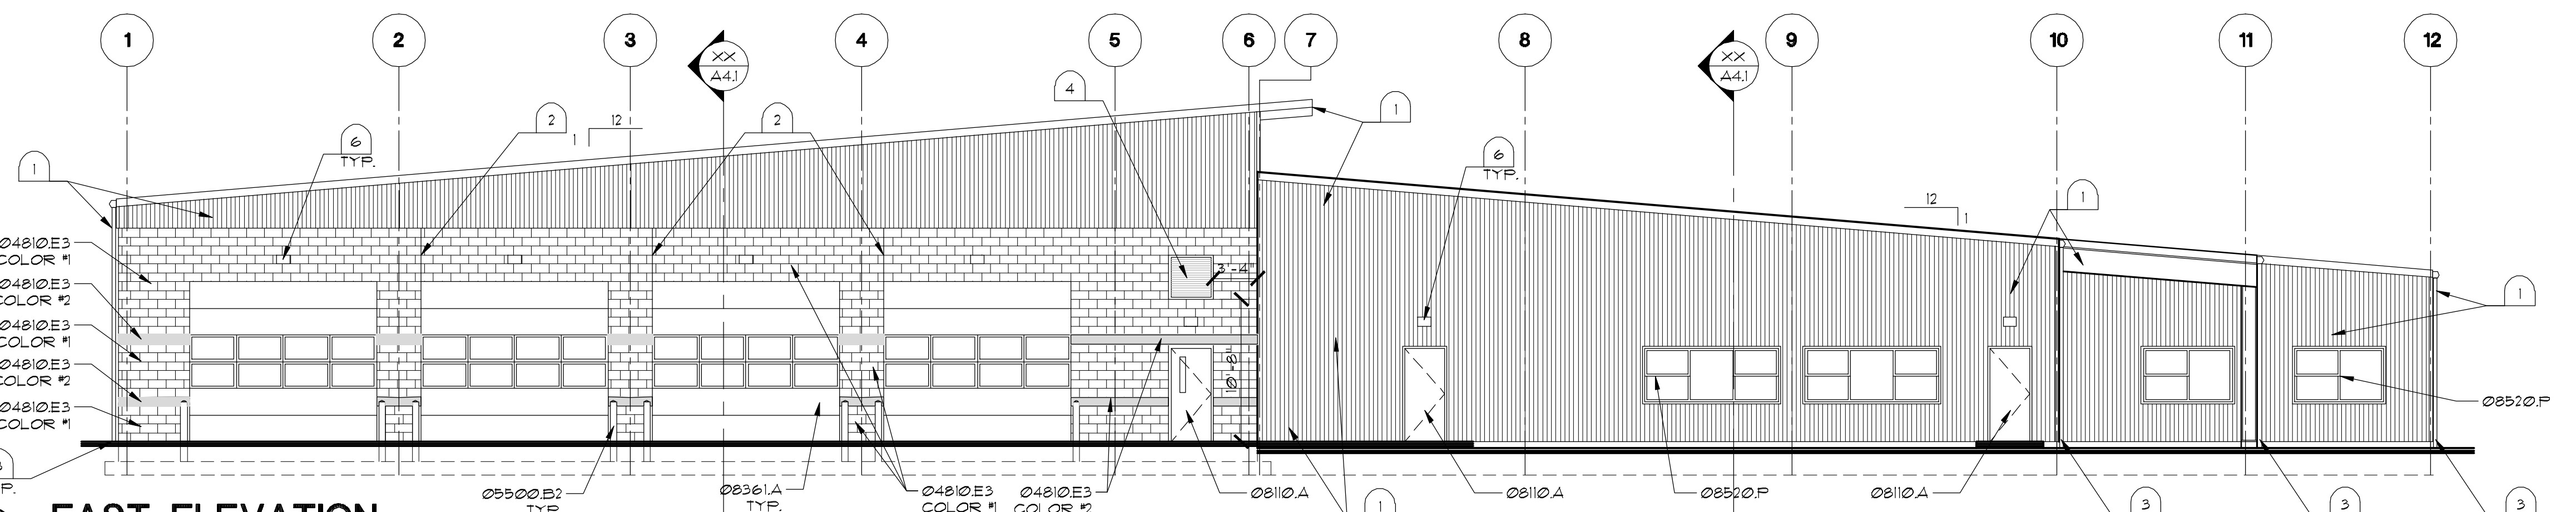 1 2 3 4 5 6 7 8 9 10 11 12
XX
A4.1
XX
A4.1
4
1
2
12
1
2
6
TYP.
1
6
TYP.
12
1
1
1
04810.E3
COLOR #1
04810.E3
COLOR #2
04810.E3
COLOR #1
04810.E3
COLOR #2
04810.E3
COLOR #1
3'-4"
10'-8"
08520.P
P.
05500.B2
TYP.
08361.A
TYP.
04810.E3
COLOR #1
04810.E3
COLOR #2
08110.A
1
08110.A
08520.P
08110.A
3
3
3
EAST ELEVATION